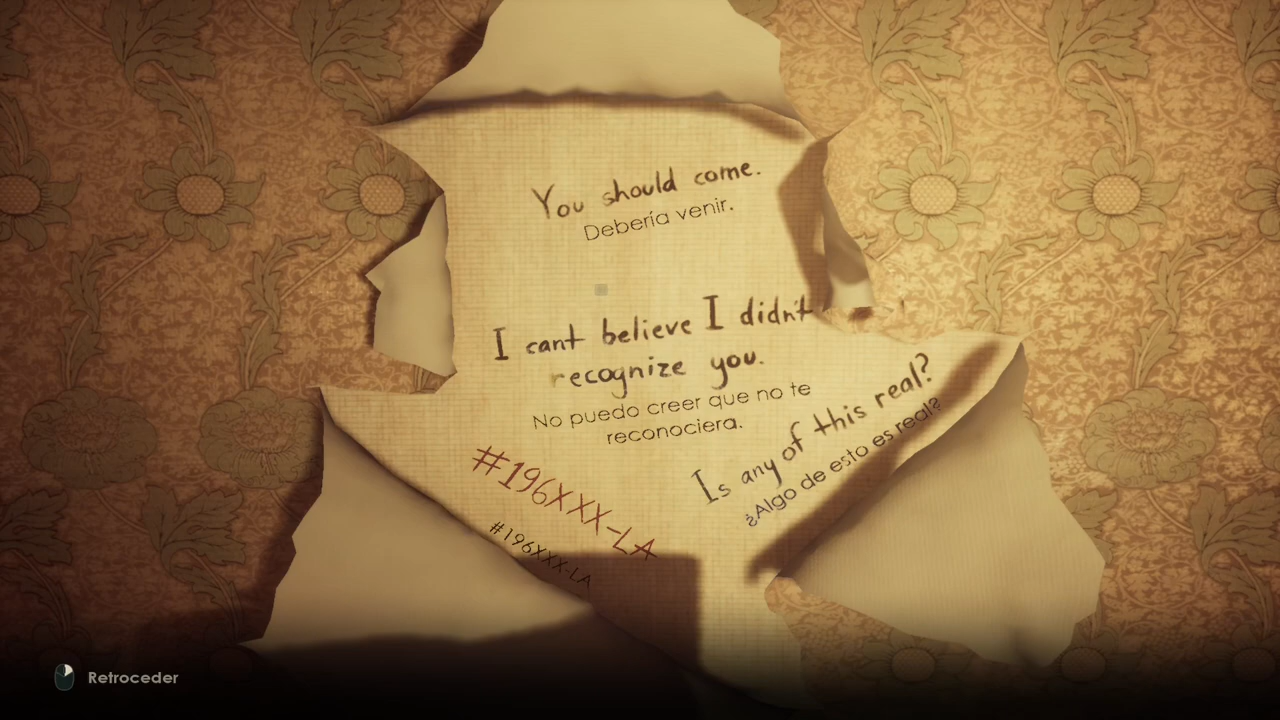 You should come.
Debería venir.
I cant believe I didn't
recognize you.
No puedo creer que no te
reconociera.
Is any of this real?
¿Algo de esto es real?
#196XXX-LA
#196XXX-LA
Retroceder